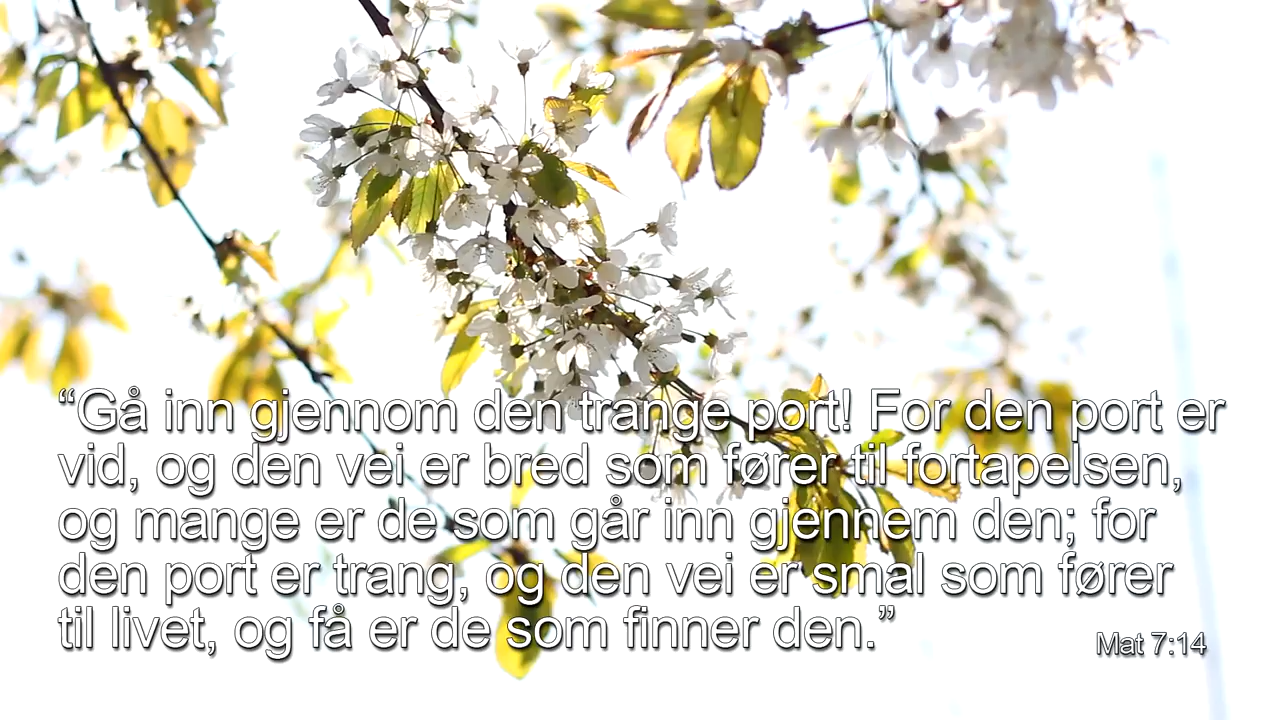 “Gå inn gjennom den trange port! For den port er
vid, og den vei er bred som fører til fortapelsen,
og mange er de som går inn gjennem den; for
den port er trang, og den vei er smal som fører
til livet, og få er de som finner den.”
Mat 7:14